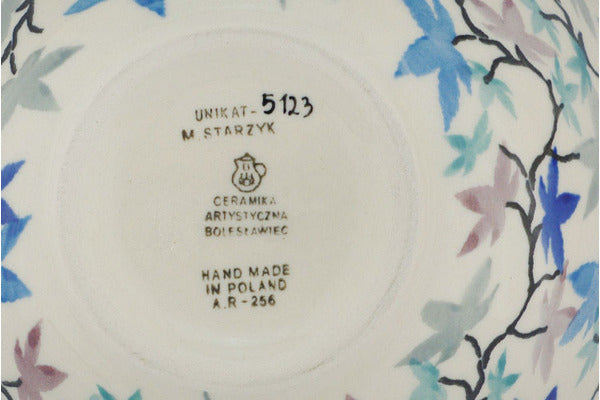 UNIKAT-5123
M.STARZYK
CERAMIKA
ARTYSTYCZNA
BOLESŁAWIEC
HAND MADE
IN POLAND
A.R-256